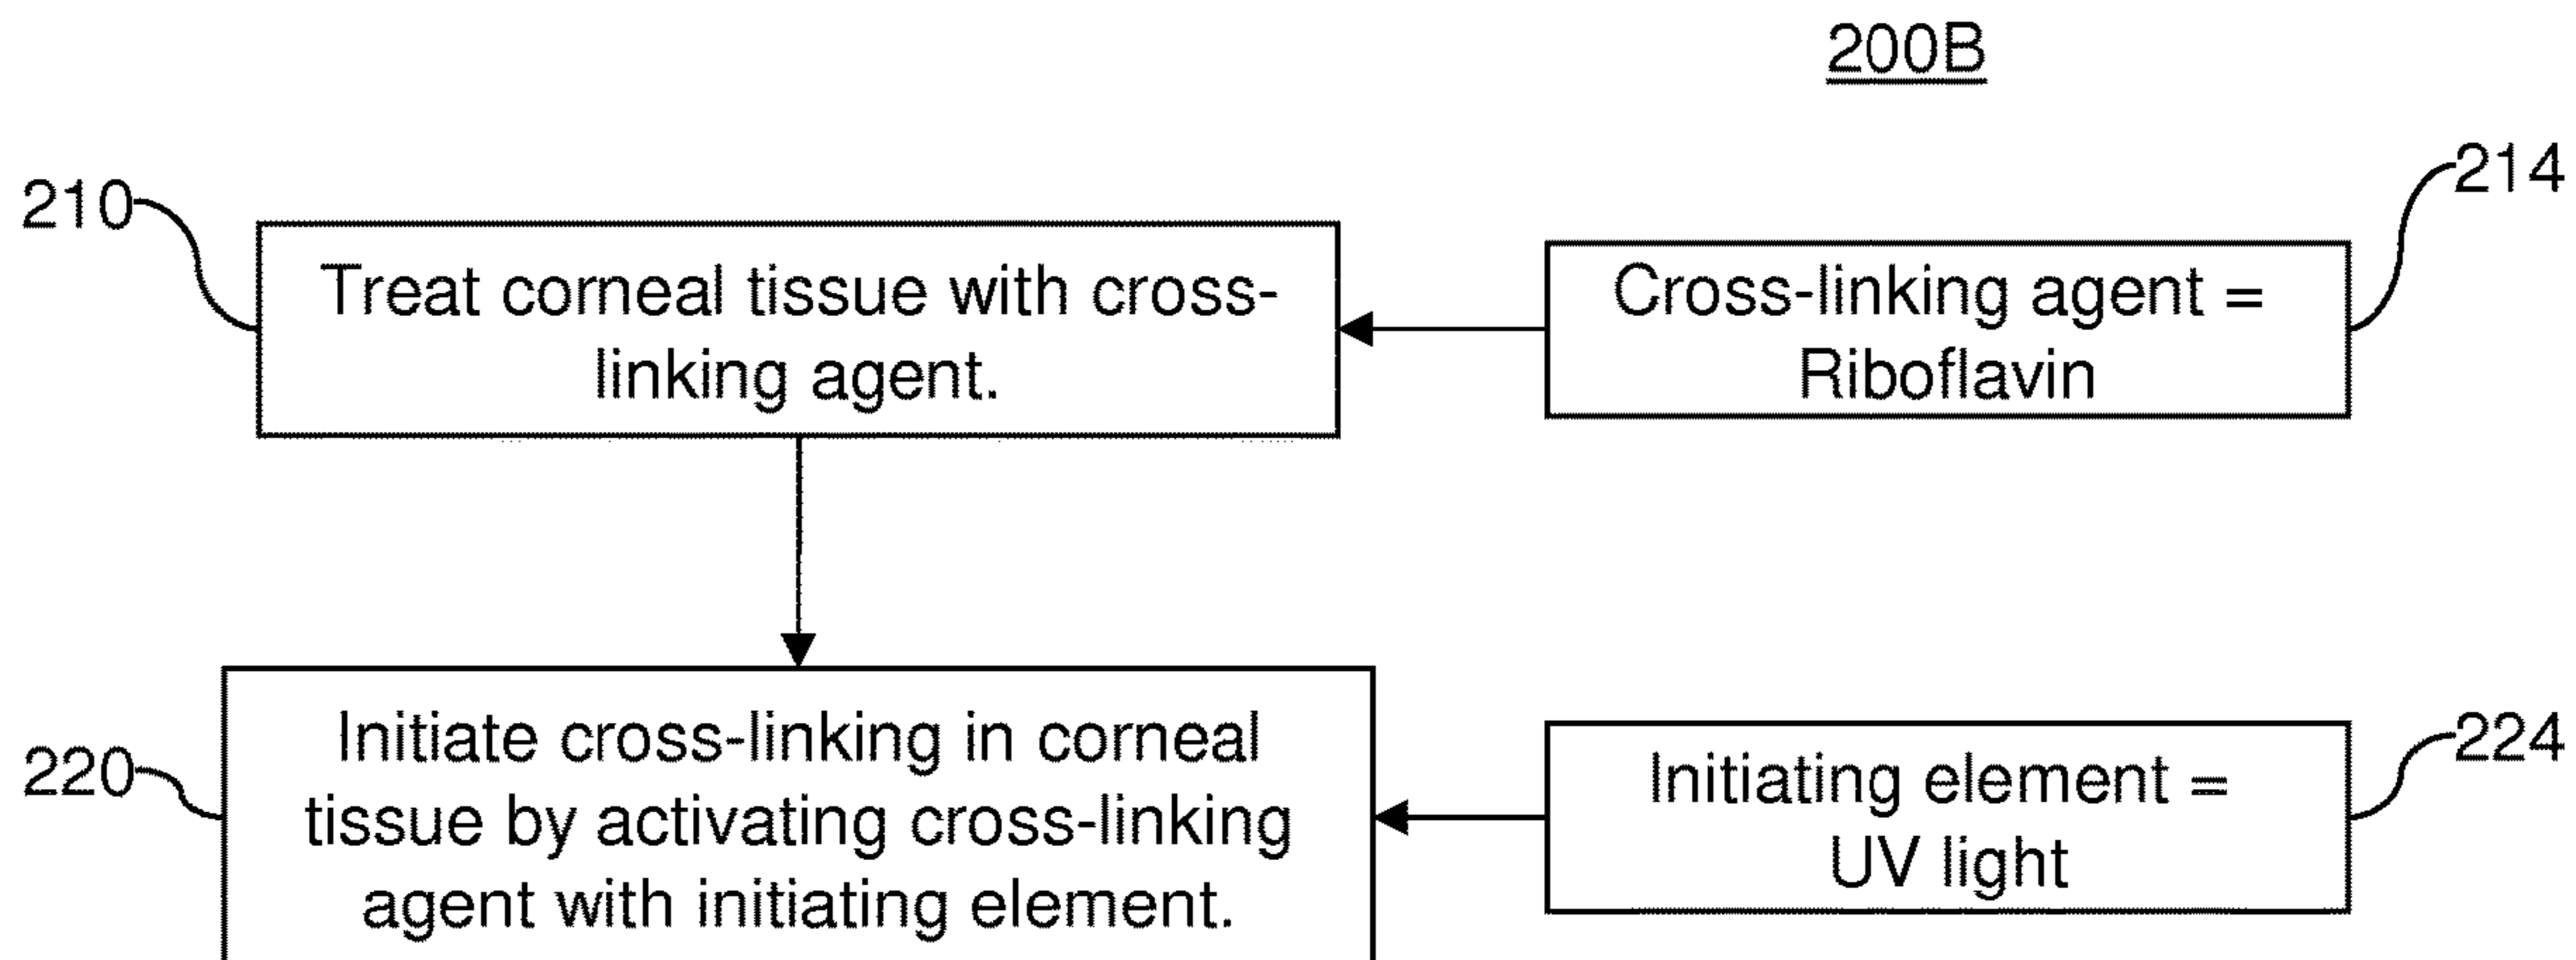 200B
210
214
Treat corneal tissue with cross-
linking agent.
Cross-linking agent =
Riboflavin
220
224
Initiate cross-linking in corneal
tissue by activating cross-linking
agent with initiating element.
Initiating element =
UV light